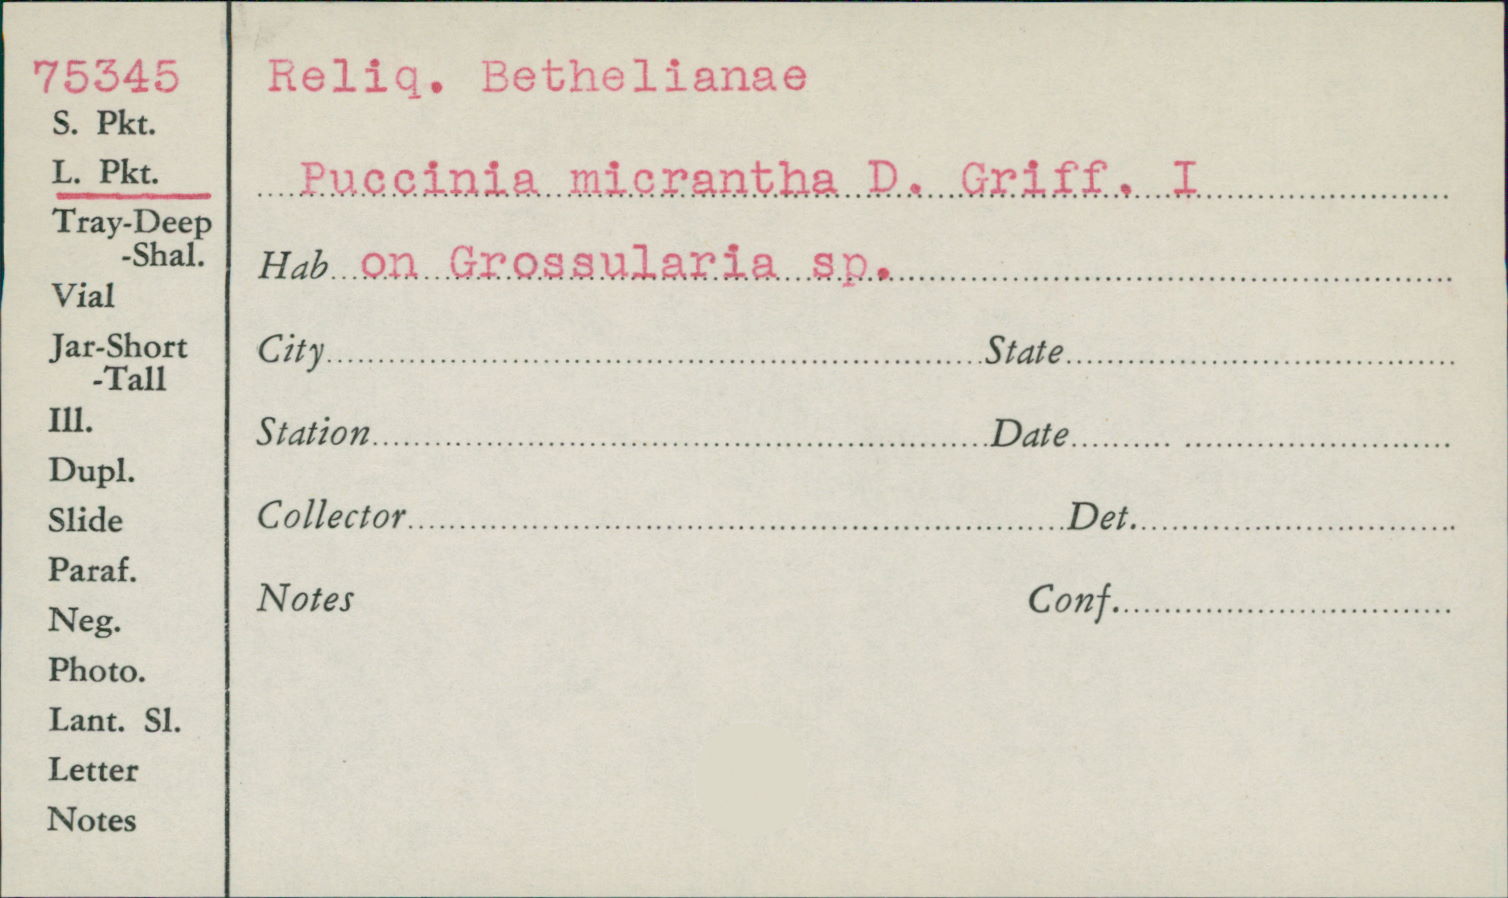 75345
S. Pkt.
L. Pkt.
Tray-Deep
-Shal.
Vial
Jar-Short
-Tall
Ill.
Dupl.
Slide
Paraf.
Neg.
Photo.
Lant. Sl.
Letter
Notes
Reliq. Bethelianae
Puccinia micrantha D. Griff. I
Hab on Grossularia sp.
City State
Station Date
Collector Det.
Notes Conf.